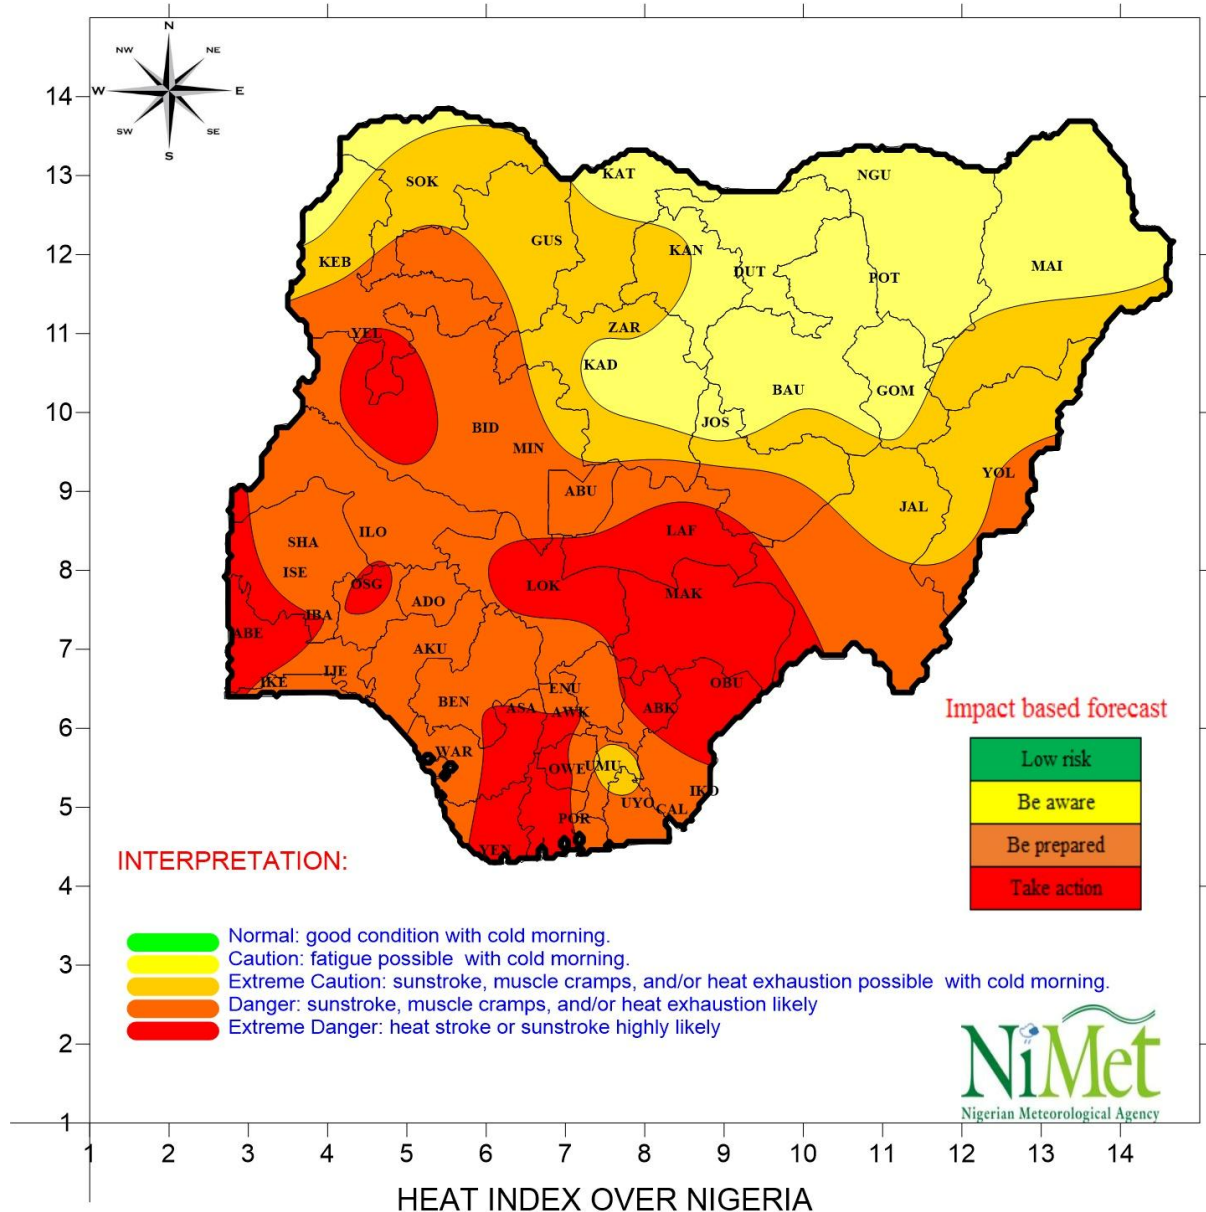 N
NW NE
W E
SW SE
S
14
13
12
11
10
9
8
7
6
5
4
3
2
1
KAT
NGU
SOK
GUS
KAN
KEB
DUT
POT
MAI
YEL
ZAR
KAD
BAU
GOM
JOS
BID
MIN
YOL
ABU
JAL
LAF
ILO
SHA
ISE
OSG
LOK
MAK
ADO
IBA
ABE
AKU
IKE
IJE
OBU
ENU
BEN
ASA
AWK
ABK
WAR
OWE
UMU
IKO
UYO
CAL
POR
YEN
Impact based forecast
Low risk
Be aware
Be prepared
Take action
INTERPRETATION:
Normal: good condition with cold morning.
Caution: fatigue possible with cold morning.
Extreme Caution: sunstroke, muscle cramps, and/or heat exhaustion possible with cold morning.
Danger: sunstroke, muscle cramps, and/or heat exhaustion likely
Extreme Danger: heat stroke or sunstroke highly likely
NiMet
Nigerian Meteorological Agency
1 2 3 4 5 6 7 8 9 10 11 12 13 14
HEAT INDEX OVER NIGERIA